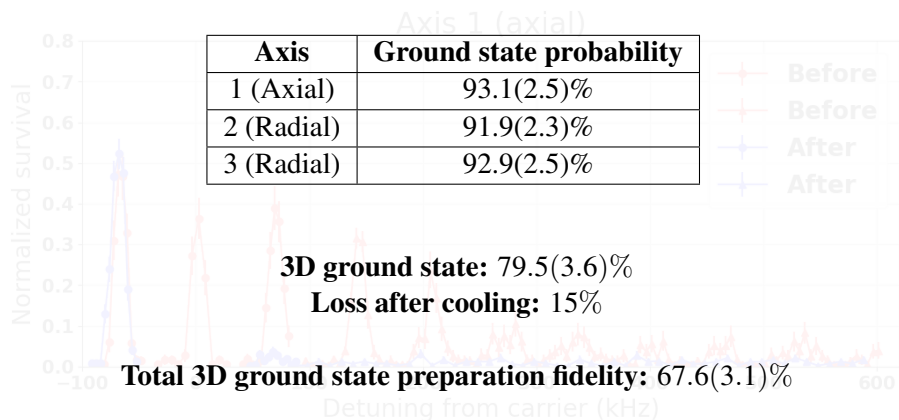 Axis 1 (axial)
Axis Ground state probability
1 (Axial) 93.1(2.5)%
2 (Radial) 91.9(2.3)%
3 (Radial) 92.9(2.5)%
Before
Before
After
After
Normalized survival
0.8
0.7
0.6
0.5
0.4
0.3
0.2
0.1
0.0
3D ground state: 79.5(3.6)%
Loss after cooling: 15%
Total 3D ground state preparation fidelity: 67.6(3.1)%
−100
600
Detuning from carrier (kHz)